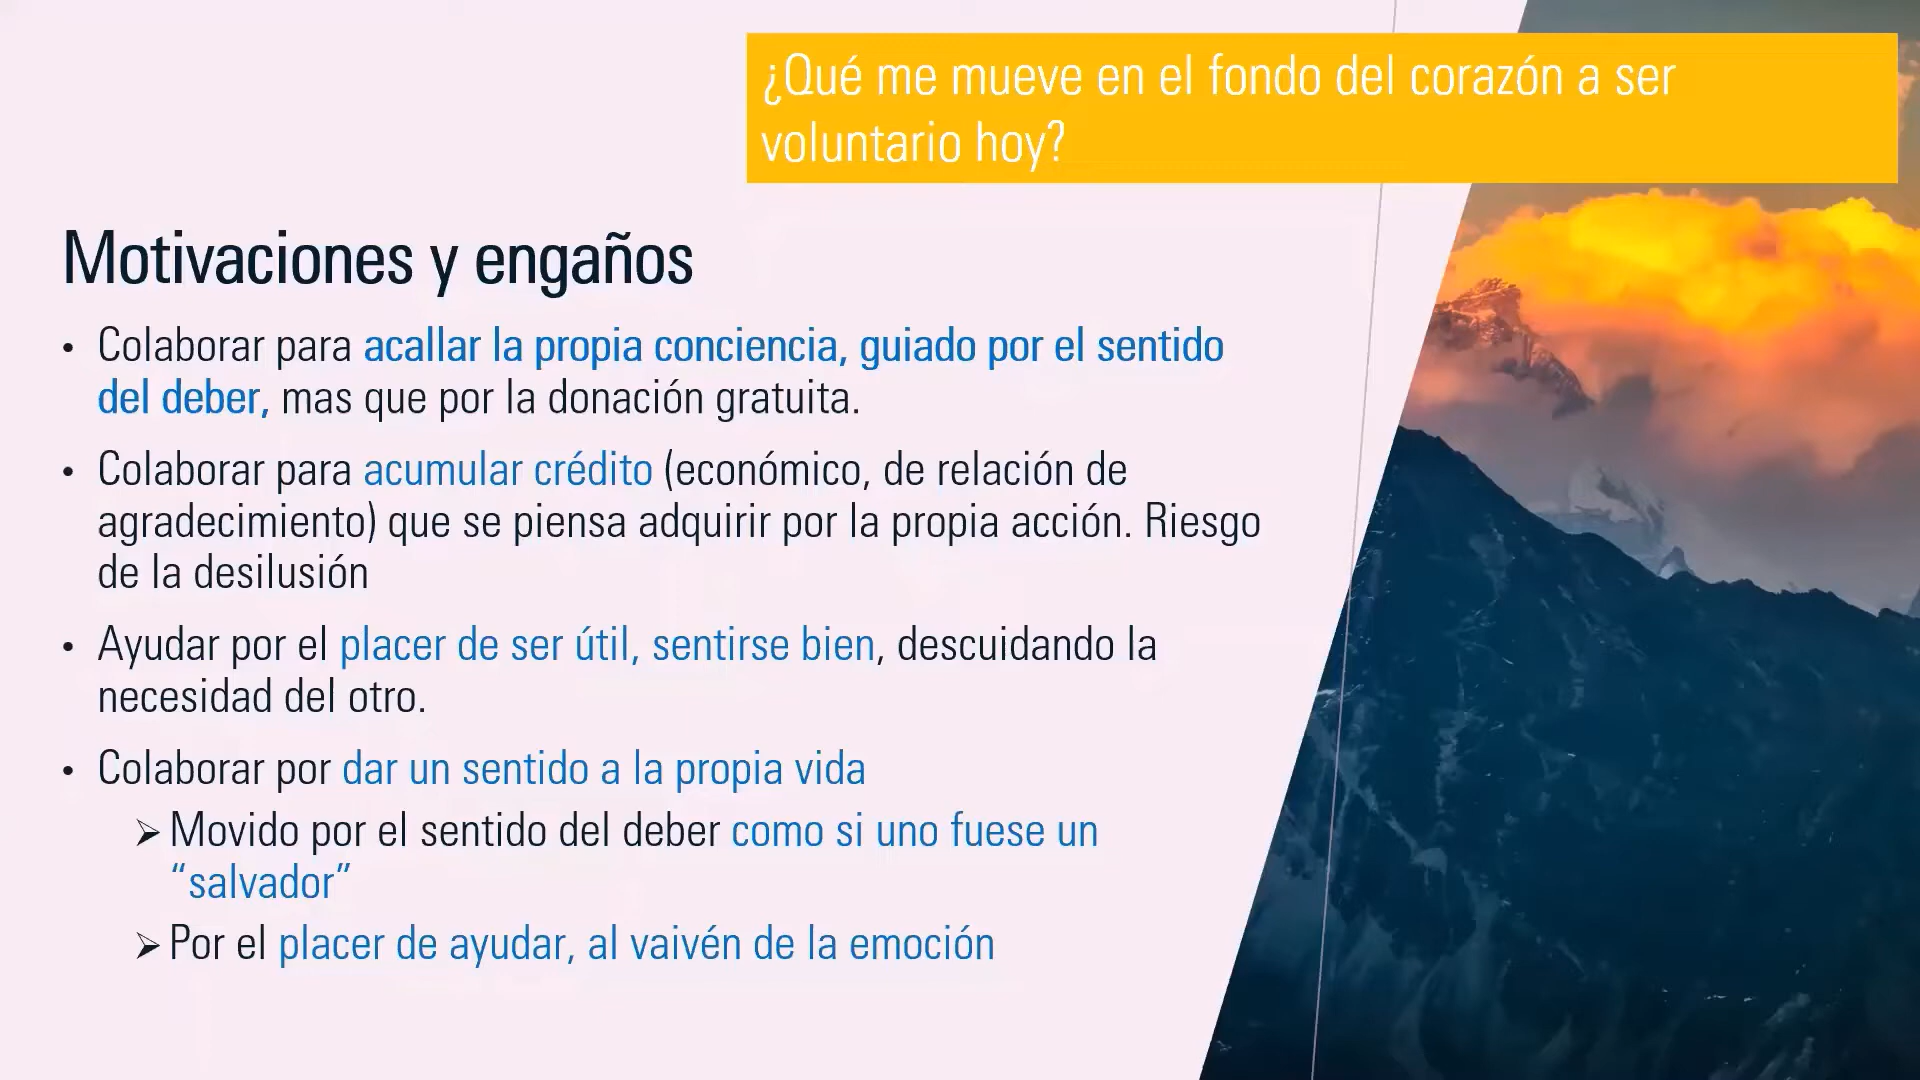 ¿Qué me mueve en el fondo del corazón a ser
voluntario hoy?
Motivaciones y engaños
• Colaborar para acallar la propia conciencia, guiado por el sentido
del deber, mas que por la donación gratuita.
• Colaborar para acumular crédito (económico, de relación de
agradecimiento) que se piensa adquirir por la propia acción. Riesgo
de la desilusión
• Ayudar por el placer de ser útil, sentirse bien, descuidando la
necesidad del otro.
• Colaborar por dar un sentido a la propia vida
➢ Movido por el sentido del deber como si uno fuese un
“salvador”
➢ Por el placer de ayudar, al vaivén de la emoción